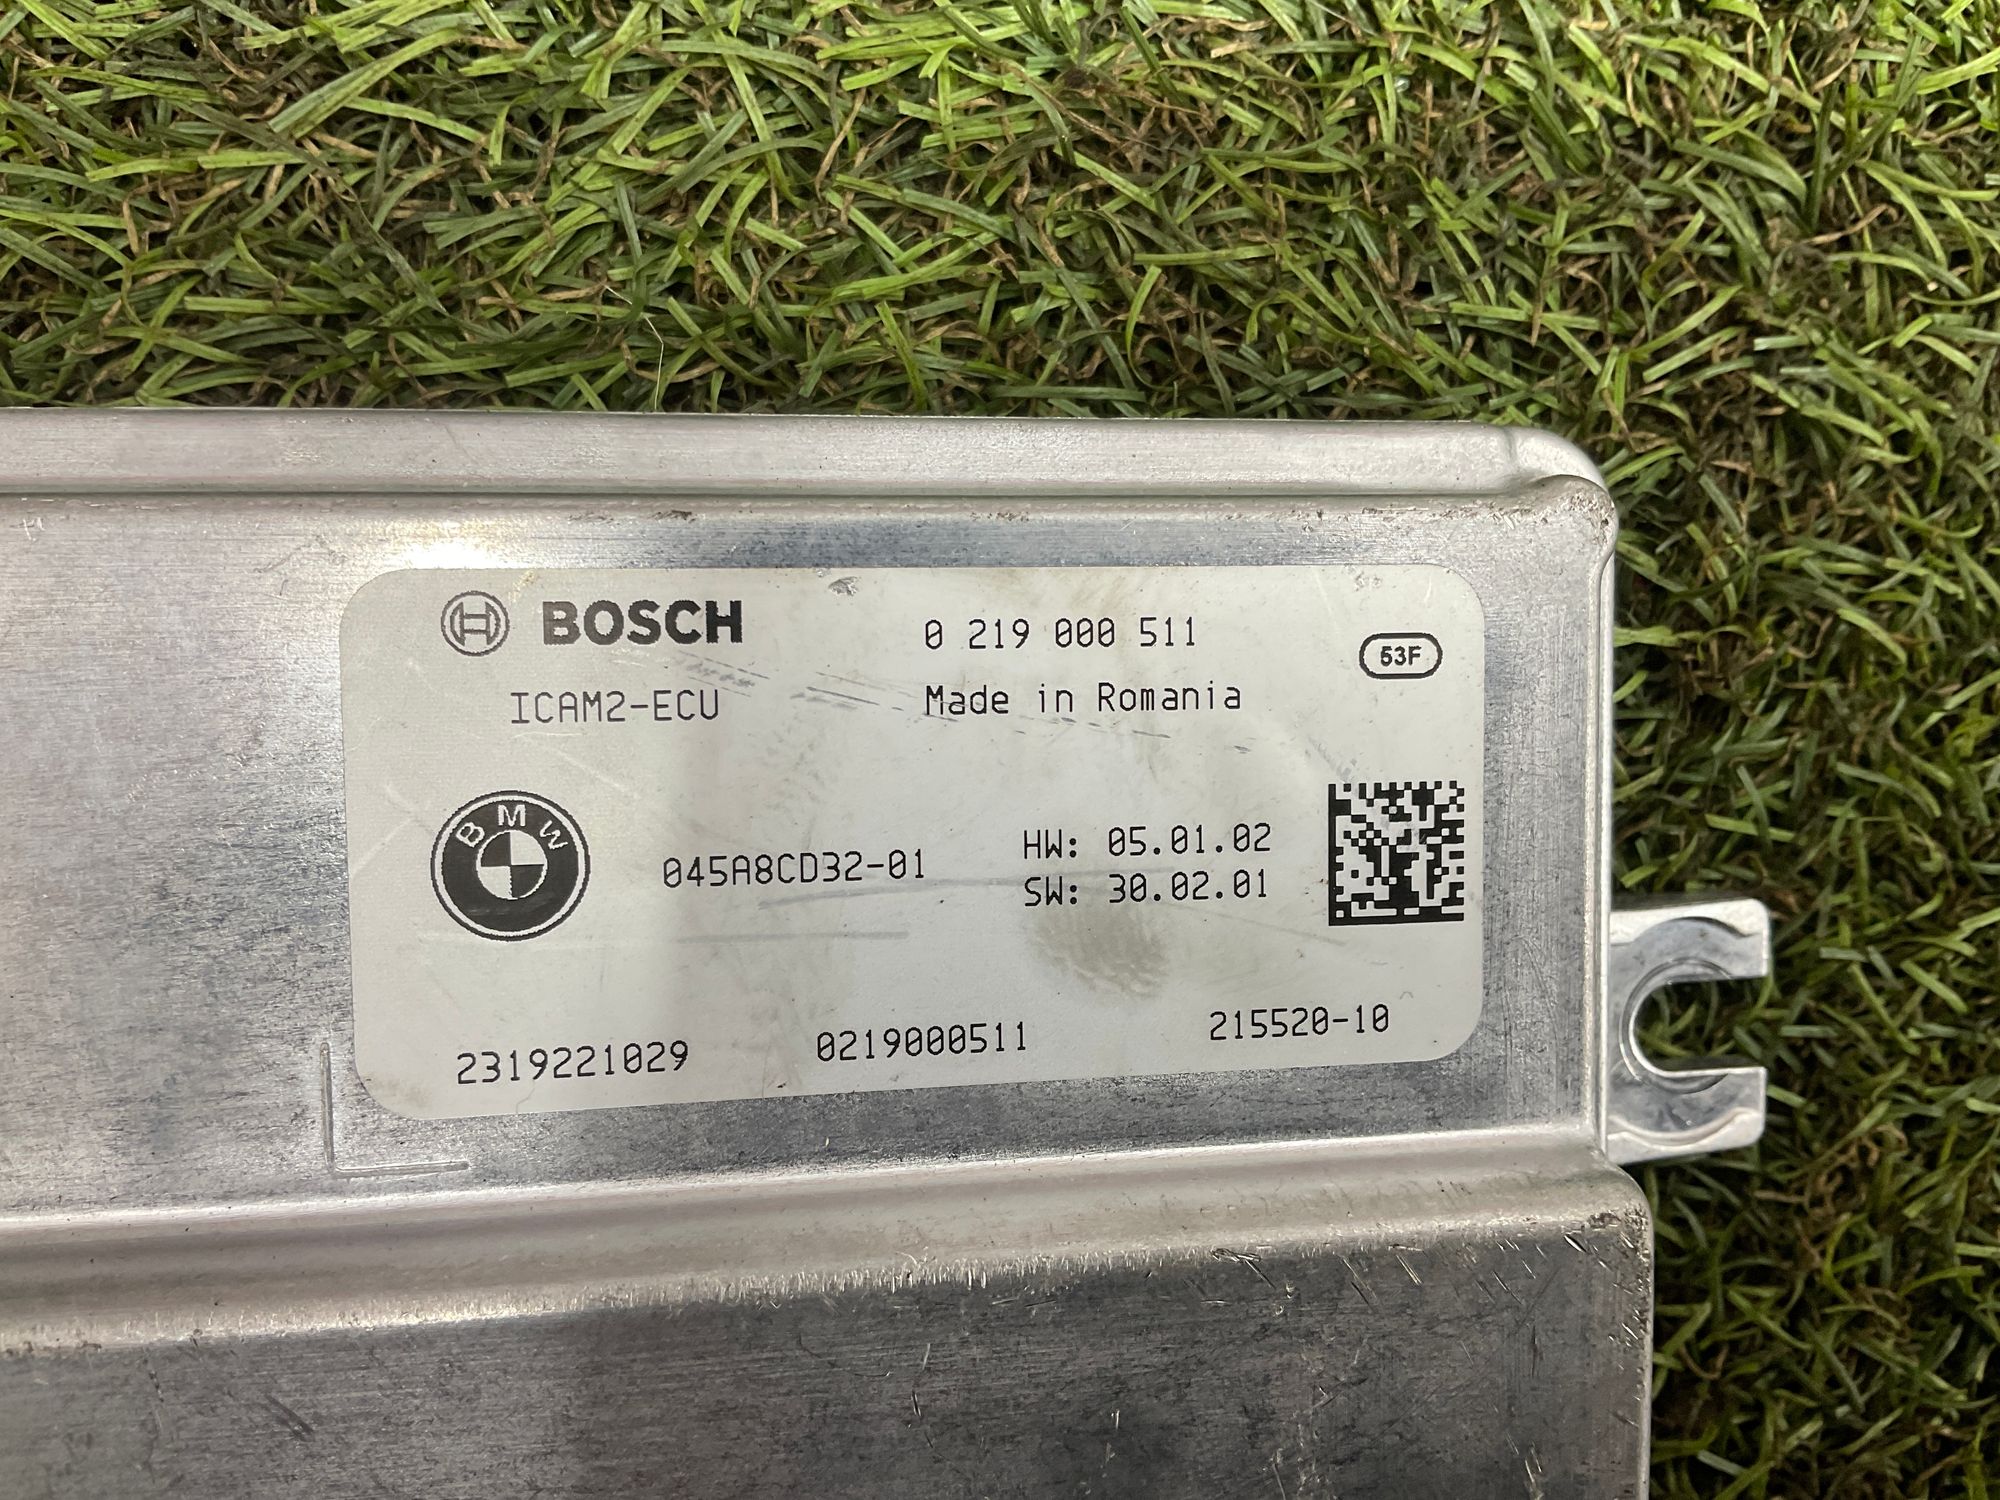 BOSCH 0 219 000 511 53F
ICAM2-ECU Made in Romania
BMW
045A8CD32-01 HW: 05.01.02
SW: 30.02.01
2319221029 0219000511 215520-10